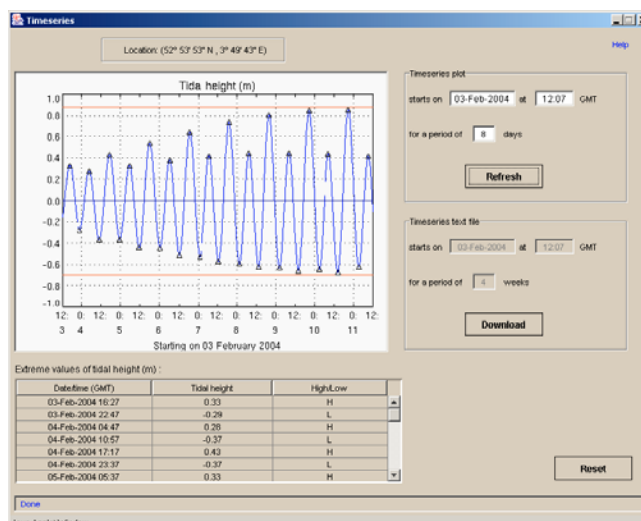 Timeseries
Location: (52° 53' 53" N , 3° 49' 43" E)
Help
Tidal height (m)
1.0
0.8
0.6
0.4
0.2
0.0
-0.2
-0.4
-0.6
-0.8
-1.0
12: 0: 12: 0: 12: 0: 12: 0: 12: 0: 12: 0: 12: 0: 12: 0: 12:
3 4 5 6 7 8 9 10 11
Starting on 03 February 2004
Timeseries plot
starts on 03-Feb-2004 at 12:07 GMT
for a period of 8 days
Refresh
Timeseries text file
starts on 03-Feb-2004 at 12:07 GMT
for a period of 4 weeks
Download
Extreme values of tidal height (m) :
Date/time (GMT) Tidal height High/Low
03-Feb-2004 16:27 0.33 H
03-Feb-2004 22:47 -0.29 L
04-Feb-2004 04:47 0.28 H
04-Feb-2004 10:57 -0.37 L
04-Feb-2004 17:17 0.43 H
04-Feb-2004 23:37 -0.37 L
05-Feb-2004 05:37 0.33 H
Reset
Done